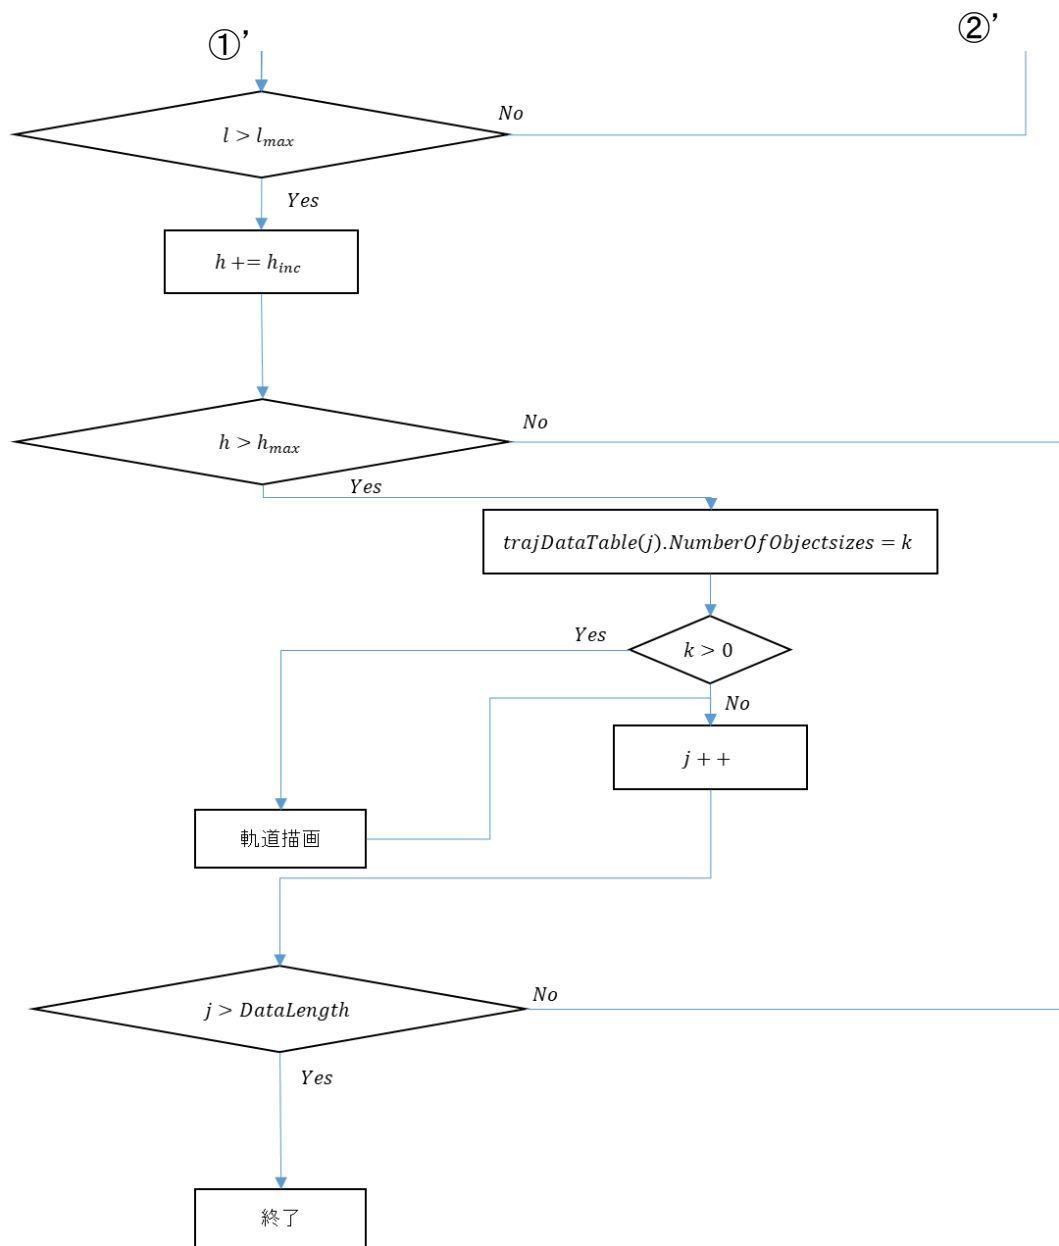 ①’
②’
l > l_max
No
Yes
h += h_inc
h > h_max
No
Yes
trajDataTable(j).NumberOfObjectsizes = k
Yes
k > 0
No
j + +
軌道描画
j > DataLength
No
Yes
終了